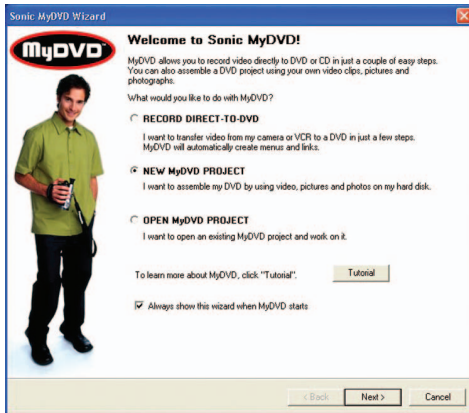 Sonic MyDVD Wizard
MyDVD
Welcome to Sonic MyDVD!
MyDVD allows you to record video directly to DVD or CD in just a couple of easy steps.
You can also assemble a DVD project using your own video clips, pictures and
photographs.
What would you like to do with MyDVD?
RECORD DIRECT-TO-DVD
I want to transfer video from my camera or VCR to a DVD in just a few steps.
MyDVD will automatically create menus and links.
NEW MyDVD PROJECT
I want to assemble my DVD by using video, pictures and photos on my hard disk.
OPEN MyDVD PROJECT
I want to open an existing MyDVD project and work on it.
To learn more about MyDVD, click "Tutorial".
Tutorial
Always show this wizard when MyDVD starts
< Back
Next >
Cancel